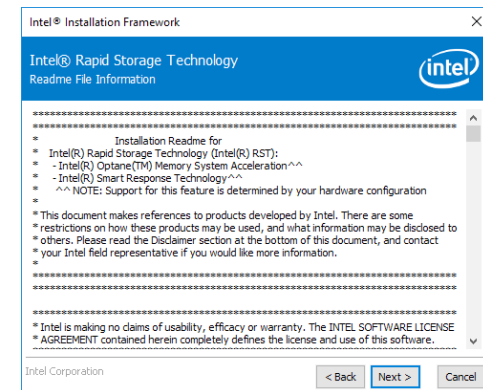 Intel® Installation Framework
Intel® Rapid Storage Technology
Readme File Information
intel
********************************************************************************
********************************************************************************
* Installation Readme for
* Intel(R) Rapid Storage Technology (Intel(R) RST):
* - Intel(R) Optane(TM) Memory System Acceleration^^
* - Intel(R) Smart Response Technology^^
* ^^ NOTE: Support for this feature is determined by your hardware configuration
*
* This document makes references to products developed by Intel. There are some
* restrictions on how these products may be used, and what information may be disclosed to
* others. Please read the Disclaimer section at the bottom of this document, and contact
* your Intel field representative if you would like more information.
*
********************************************************************************
********************************************************************************
********************************************************************************
* Intel is making no claims of usability, efficacy or warranty. The INTEL SOFTWARE LICENSE
* AGREEMENT contained herein completely defines the license and use of this software.
********************************************************************************
Intel Corporation
< Back Next > Cancel